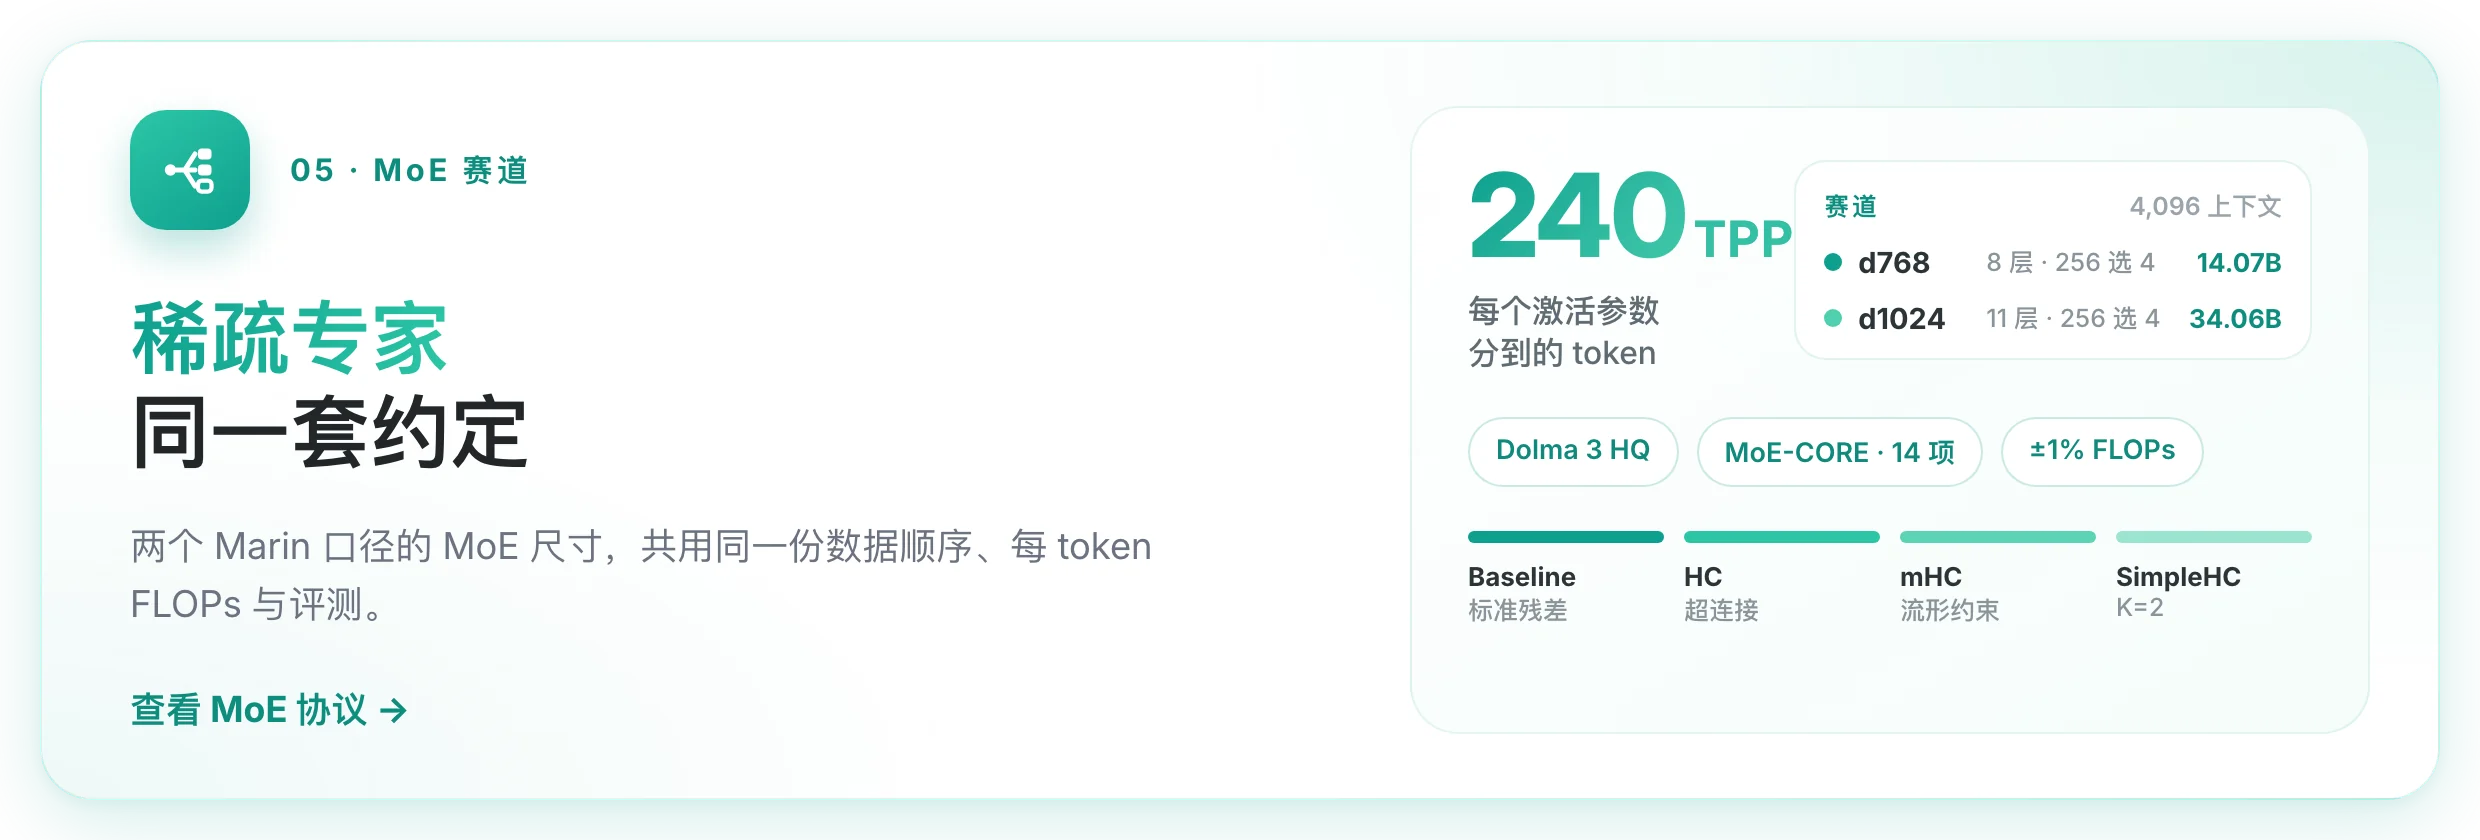 05 · MoE 赛道
稀疏专家
同一套约定
两个 Marin 口径的 MoE 尺寸，共用同一份数据顺序、每 token
FLOPs 与评测。
查看 MoE 协议 →
240 TPP
每个激活参数
分到的 token
赛道 4,096 上下文
d768 8 层 · 256 选 4 14.07B
d1024 11 层 · 256 选 4 34.06B
Dolma 3 HQ
MoE-CORE · 14 项
±1% FLOPs
Baseline
标准残差
HC
超连接
mHC
流形约束
SimpleHC
K=2